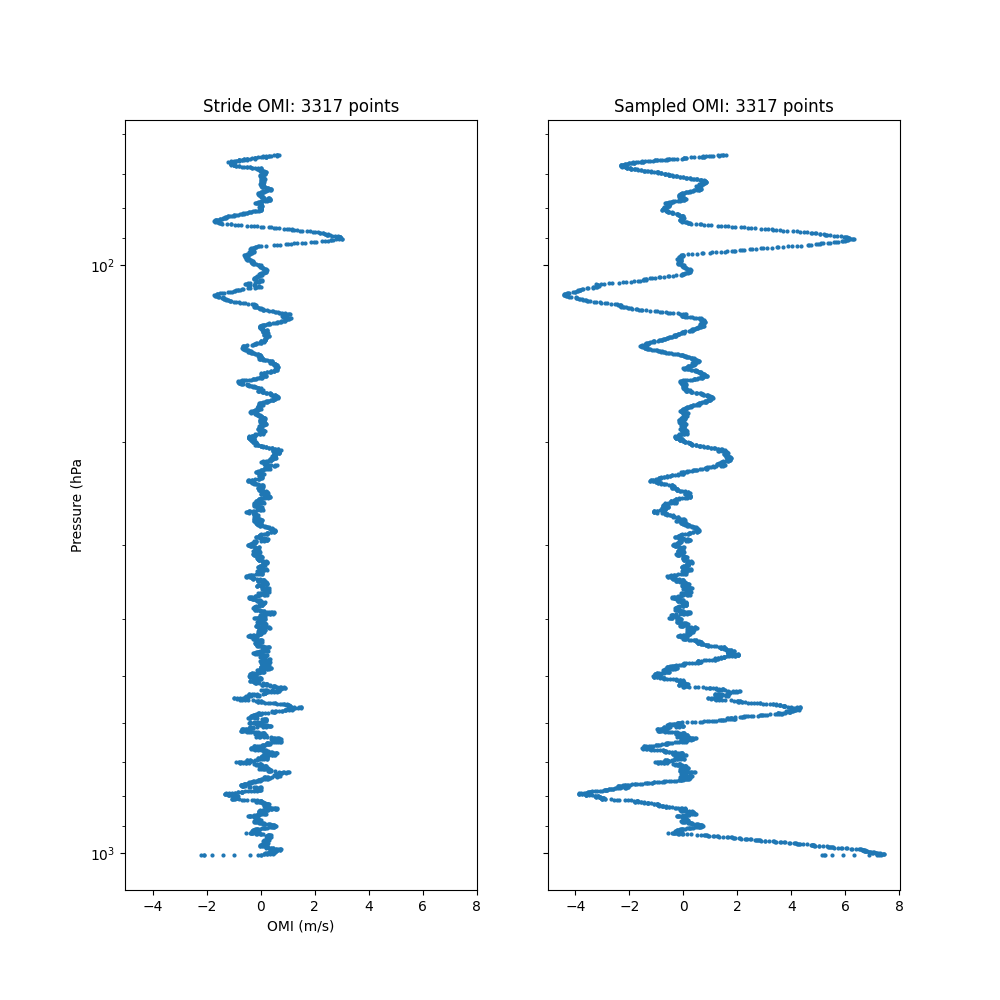 Stride OMI: 3317 points
Sampled OMI: 3317 points
Pressure (hPa
10²
10³
−4 −2 0 2 4 6 8
OMI (m/s)
−4 −2 0 2 4 6 8